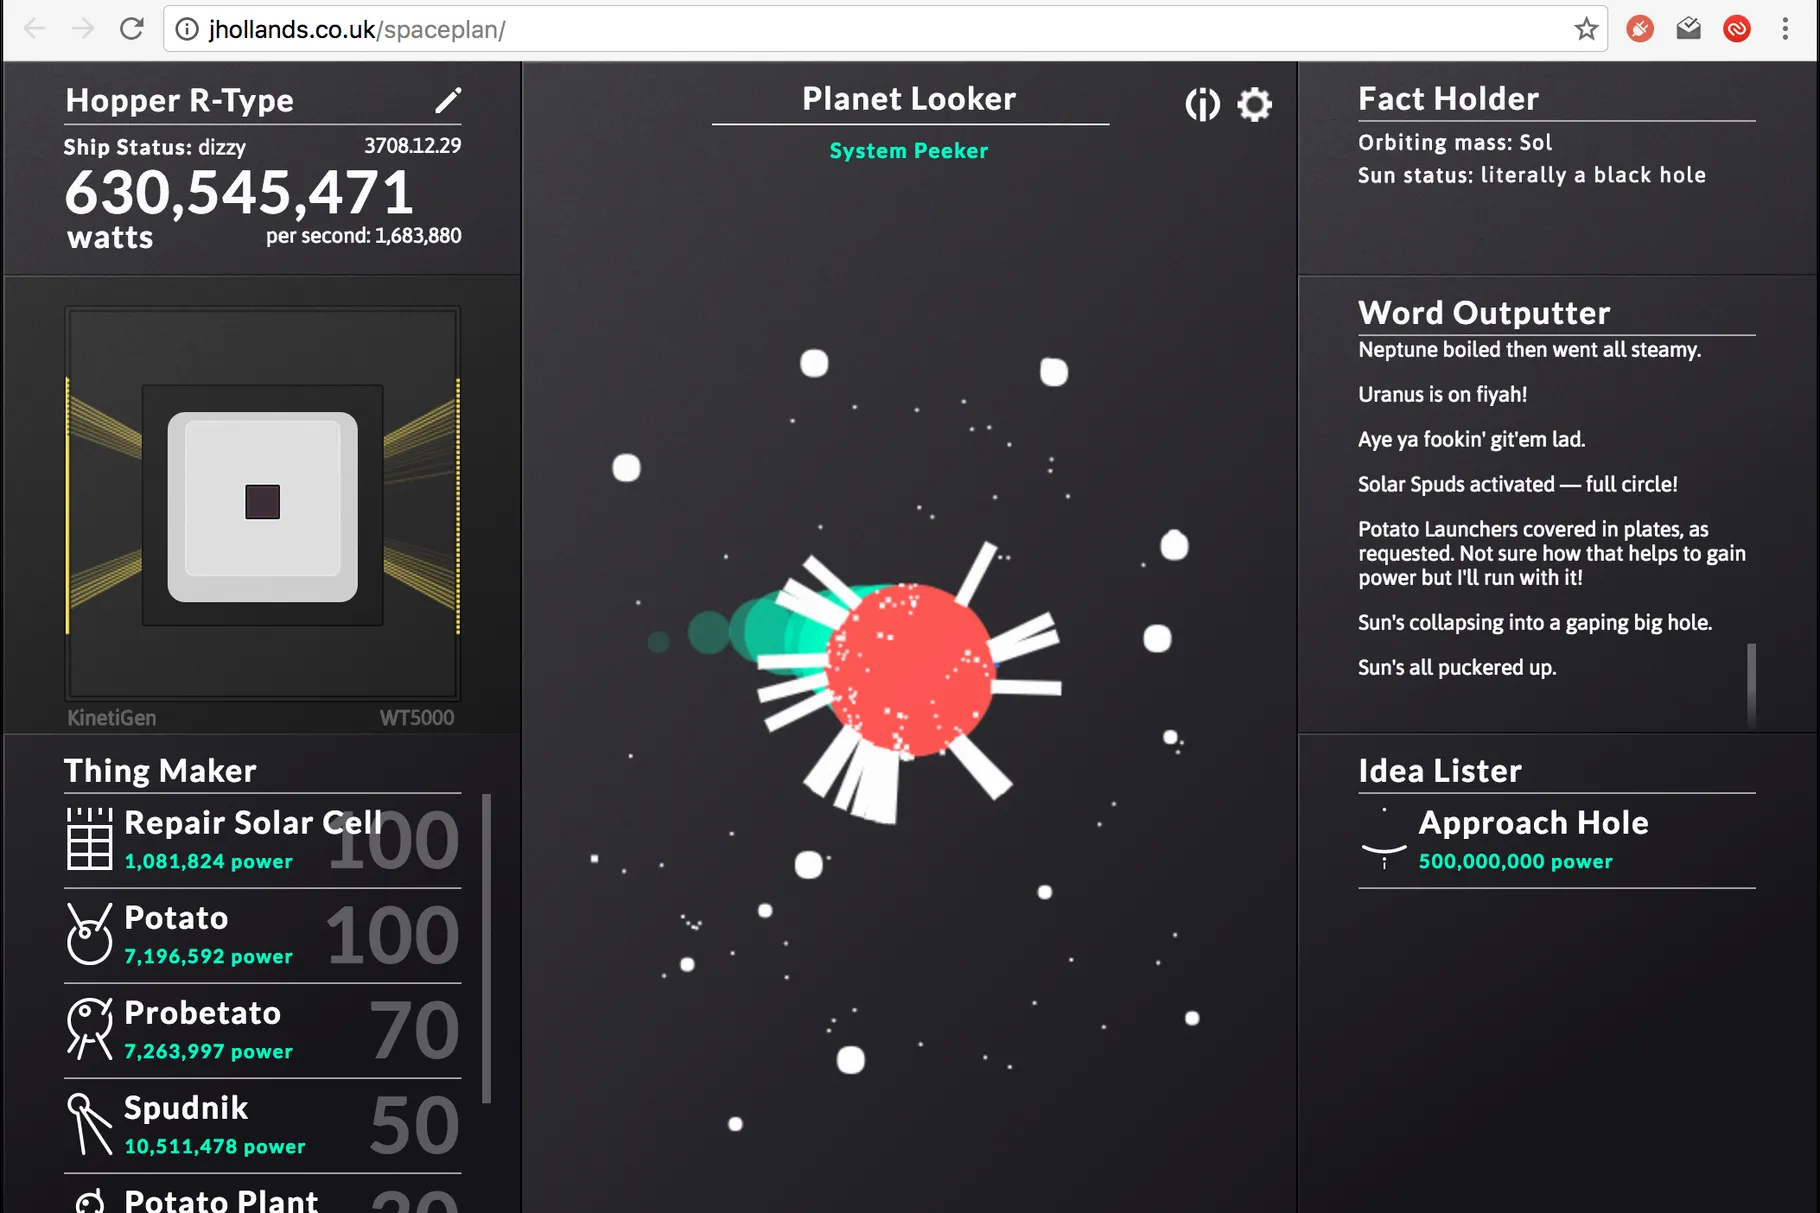 jhollands.co.uk/spaceplan/
Hopper R-Type
Ship Status: dizzy
3708.12.29
630,545,471
watts
per second: 1,683,880
KinetiGen
WT5000
Thing Maker
Repair Solar Cell
100
1,081,824 power
Potato
100
7,196,592 power
Probetato
70
7,263,997 power
Spudnik
50
10,511,478 power
Potato Plant
Planet Looker
System Peeker
Fact Holder
Orbiting mass: Sol
Sun status: literally a black hole
Word Outputter
Neptune boiled then went all steamy.
Uranus is on fiyah!
Aye ya fookin' git'em lad.
Solar Spuds activated — full circle!
Potato Launchers covered in plates, as
requested. Not sure how that helps to gain
power but I'll run with it!
Sun's collapsing into a gaping big hole.
Sun's all puckered up.
Idea Lister
Approach Hole
500,000,000 power